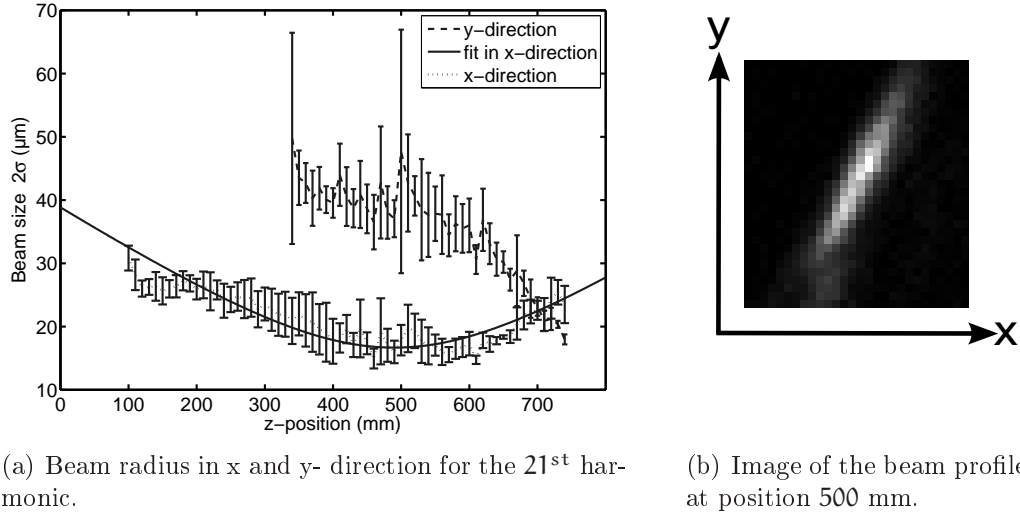 70
60
50
40
30
20
10
Beam size 2σ (μm)
0 100 200 300 400 500 600 700
z−position (mm)
y−direction
fit in x−direction
x−direction
(a) Beam radius in x and y- direction for the 21st har-
monic.
y
x
(b) Image of the beam profile
at position 500 mm.